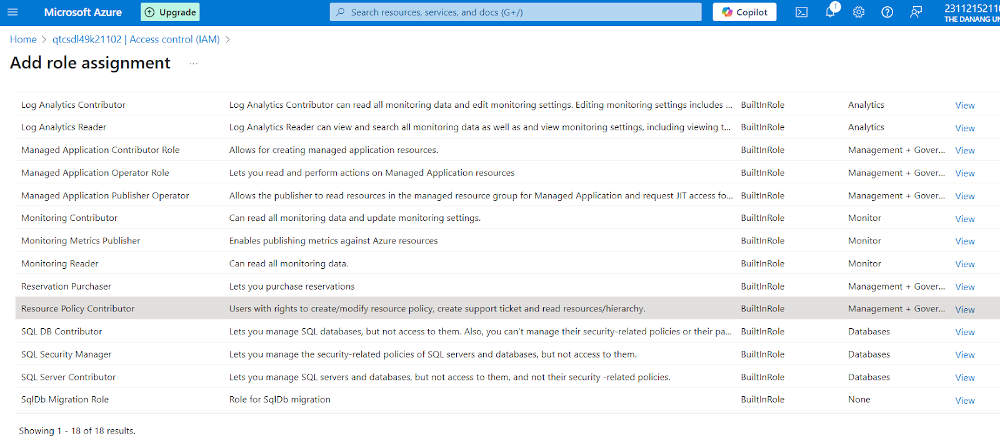 Microsoft Azure Upgrade Search resources, services, and docs (G+/) Copilot 1 23112152110
THE DANANG UN
Home > qtcsdl49k21102 | Access control (IAM) >
Add role assignment ...
Log Analytics Contributor Log Analytics Contributor can read all monitoring data and edit monitoring settings. Editing monitoring settings includes ... BuiltInRole Analytics View
Log Analytics Reader Log Analytics Reader can view and search all monitoring data as well as and view monitoring settings, including viewing t... BuiltInRole Analytics View
Managed Application Contributor Role Allows for creating managed application resources. BuiltInRole Management + Gover... View
Managed Application Operator Role Lets you read and perform actions on Managed Application resources BuiltInRole Management + Gover... View
Managed Application Publisher Operator Allows the publisher to read resources in the managed resource group for Managed Application and request JIT access fo... BuiltInRole Management + Gover... View
Monitoring Contributor Can read all monitoring data and update monitoring settings. BuiltInRole Monitor View
Monitoring Metrics Publisher Enables publishing metrics against Azure resources BuiltInRole Monitor View
Monitoring Reader Can read all monitoring data. BuiltInRole Monitor View
Reservation Purchaser Lets you purchase reservations BuiltInRole Management + Gover... View
Resource Policy Contributor Users with rights to create/modify resource policy, create support ticket and read resources/hierarchy. BuiltInRole Management + Gover... View
SQL DB Contributor Lets you manage SQL databases, but not access to them. Also, you can't manage their security-related policies or their pa... BuiltInRole Databases View
SQL Security Manager Lets you manage the security-related policies of SQL servers and databases, but not access to them. BuiltInRole Databases View
SQL Server Contributor Lets you manage SQL servers and databases, but not access to them, and not their security -related policies. BuiltInRole Databases View
SqlDb Migration Role Role for SqlDb migration BuiltInRole None View
Showing 1 - 18 of 18 results.